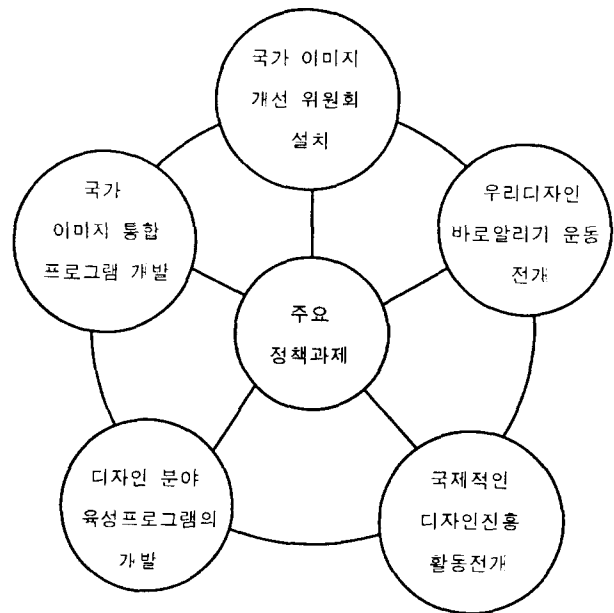 국가 이미지
개선 위원회
설치
국가
이미지 통합
프로그램 개발
우리디자인
바로알리기 운동
전개
주요
정책과제
디자인 분야
육성프로그램의
개발
국제적인
디자인진흥
활동전개